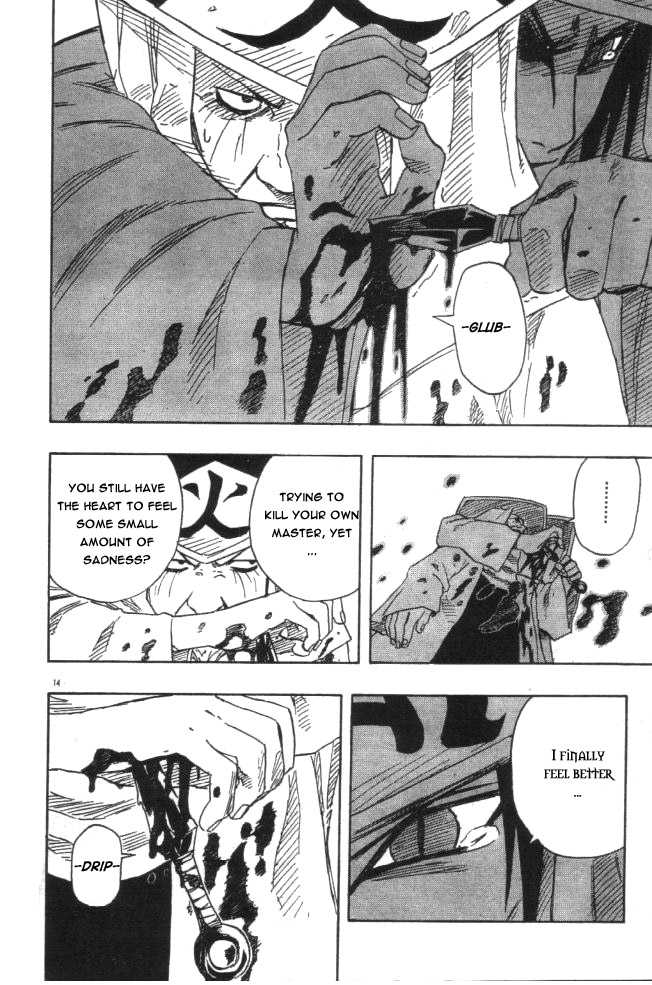 -GLUB-
........
TRYING TO
KILL YOUR OWN
MASTER, YET
...
火
YOU STILL HAVE
THE HEART TO FEEL
SOME SMALL
AMOUNT OF
SADNESS?
14
I FINALLY
FEEL BETTER
...
-DRIP-